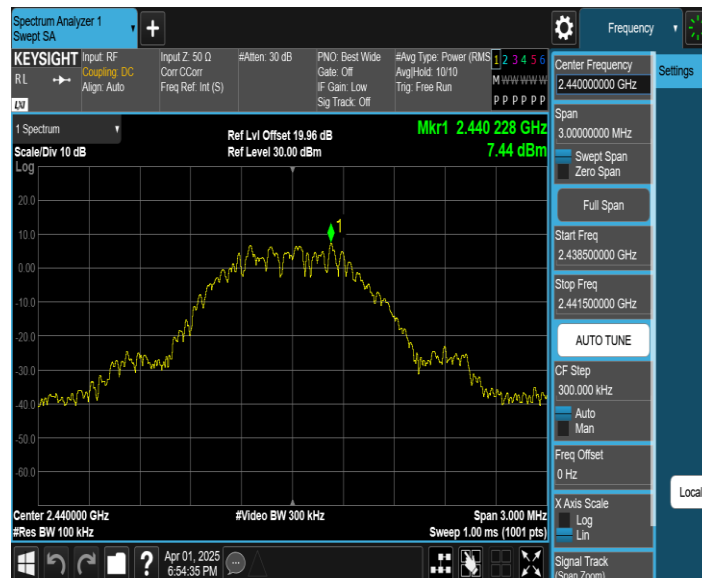 Spectrum Analyzer 1
Swept SA
+
Frequency
KEYSIGHT
RL
LXI
Input: RF
Coupling: DC
Align: Auto
Input Z: 50 Ω
Corr CCorr
Freq Ref: Int (S)
#Atten: 30 dB
PNO: Best Wide
Gate: Off
IF Gain: Low
Sig Track: Off
#Avg Type: Power (RMS
Avg|Hold: 10/10
Trig: Free Run
1 2 3 4 5 6
M W W W W W
P P P P P P
1 Spectrum
Scale/Div 10 dB
Log
Ref Lvl Offset 19.96 dB
Ref Level 30.00 dBm
Mkr1 2.440 228 GHz
7.44 dBm
20.0
10.0
0.00
-10.0
-20.0
-30.0
-40.0
-50.0
-60.0
1
Center 2.440000 GHz
#Res BW 100 kHz
#Video BW 300 kHz
Span 3.000 MHz
Sweep 1.00 ms (1001 pts)
Apr 01, 2025
6:54:35 PM
?
Center Frequency
2.440000000 GHz
Settings
Span
3.00000000 MHz
Swept Span
Zero Span
Full Span
Start Freq
2.438500000 GHz
Stop Freq
2.441500000 GHz
AUTO TUNE
CF Step
300.000 kHz
Auto
Man
Freq Offset
0 Hz
X Axis Scale
Log
Lin
Local
Signal Track
(Span Zoom)